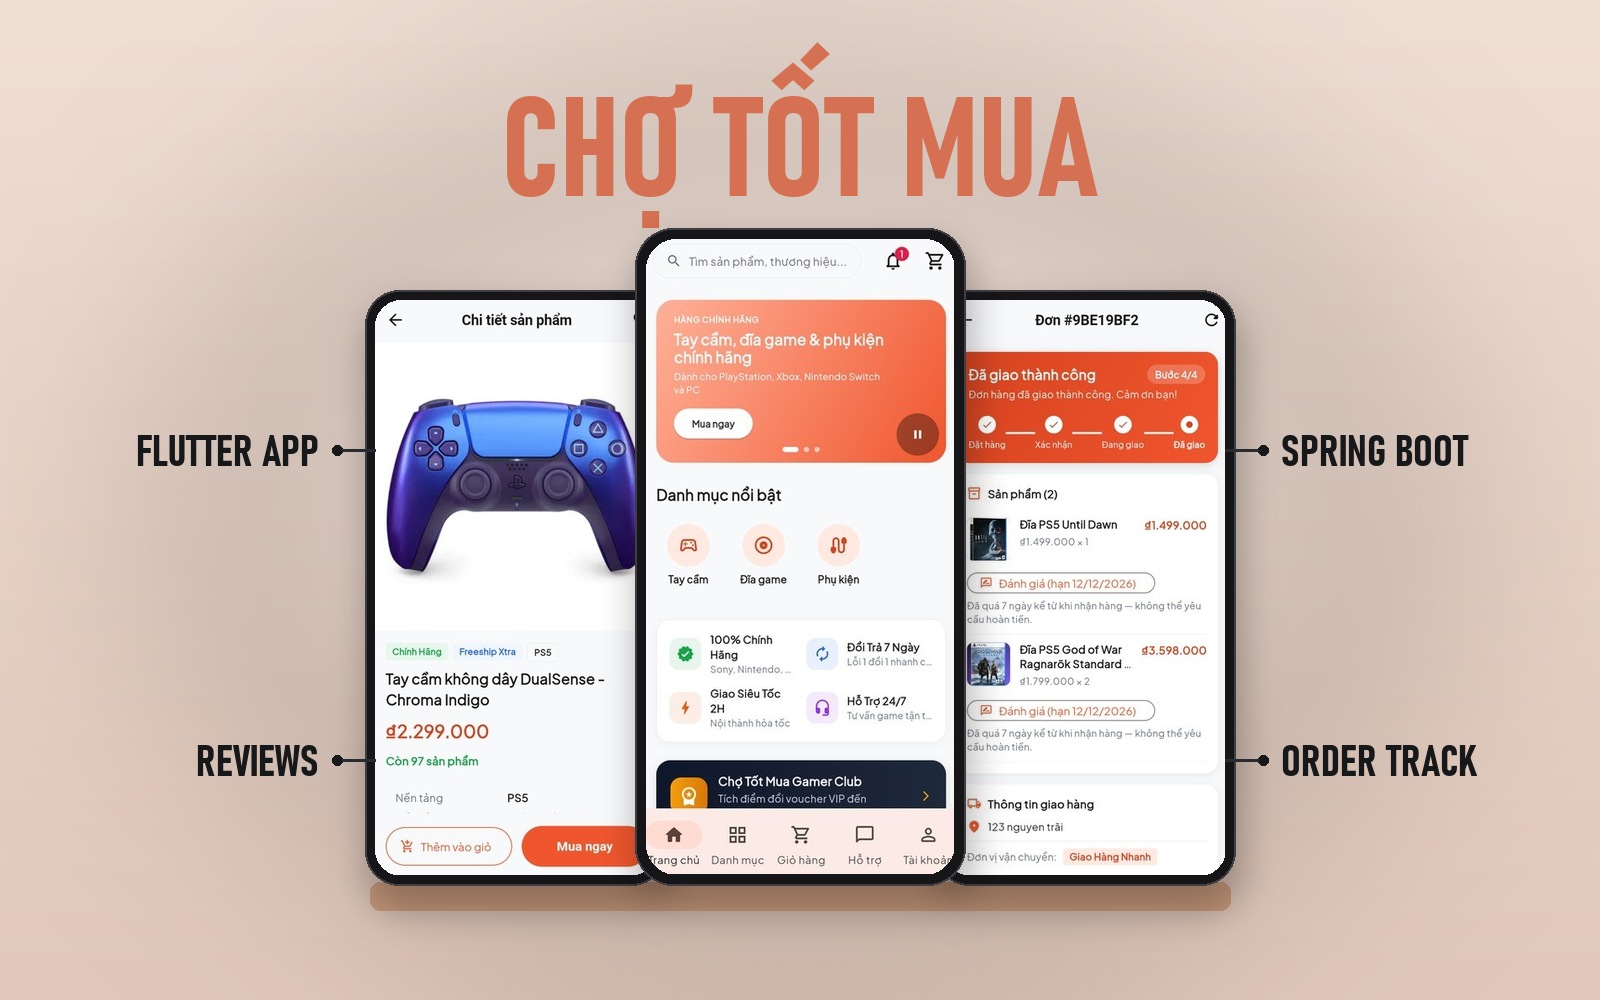 CHỢ TỐT MUA
FLUTTER APP
REVIEWS
Chi tiết sản phẩm
Chính Hãng
Freeship Xtra
PS5
Tay cầm không dây DualSense -
Chroma Indigo
₫2.299.000
Còn 97 sản phẩm
Nền tảng
PS5
Thêm vào giỏ
Mua ngay
Tìm sản phẩm, thương hiệu...
1
HÀNG CHÍNH HÃNG
Tay cầm, đĩa game & phụ kiện
chính hãng
Dành cho PlayStation, Xbox, Nintendo Switch
và PC
Mua ngay
Danh mục nổi bật
Tay cầm
Đĩa game
Phụ kiện
100% Chính
Hãng
Sony, Nintendo, ...
Đổi Trả 7 Ngày
Lỗi 1 đổi 1 nhanh c...
Giao Siêu Tốc
2H
Nội thành hỏa tốc
Hỗ Trợ 24/7
Tư vấn game tận t...
Chợ Tốt Mua Gamer Club
Tích điểm đổi voucher VIP đến
Trang chủ
Danh mục
Giỏ hàng
Hỗ trợ
Tài khoản
Đơn #9BE19BF2
Đã giao thành công
Bước 4/4
Đơn hàng đã giao thành công. Cảm ơn bạn!
Đặt hàng
Xác nhận
Đang giao
Đã giao
Sản phẩm (2)
Đĩa PS5 Until Dawn
₫1.499.000
₫1.499.000 × 1
Đánh giá (hạn 12/12/2026)
Đã quá 7 ngày kể từ khi nhận hàng — không thể yêu
cầu hoàn tiền.
Đĩa PS5 God of War
Ragnarök Standard ...
₫3.598.000
₫1.799.000 × 2
Đánh giá (hạn 12/12/2026)
Đã quá 7 ngày kể từ khi nhận hàng — không thể yêu
cầu hoàn tiền.
Thông tin giao hàng
123 nguyen trãi
Đơn vị vận chuyển:
Giao Hàng Nhanh
SPRING BOOT
ORDER TRACK